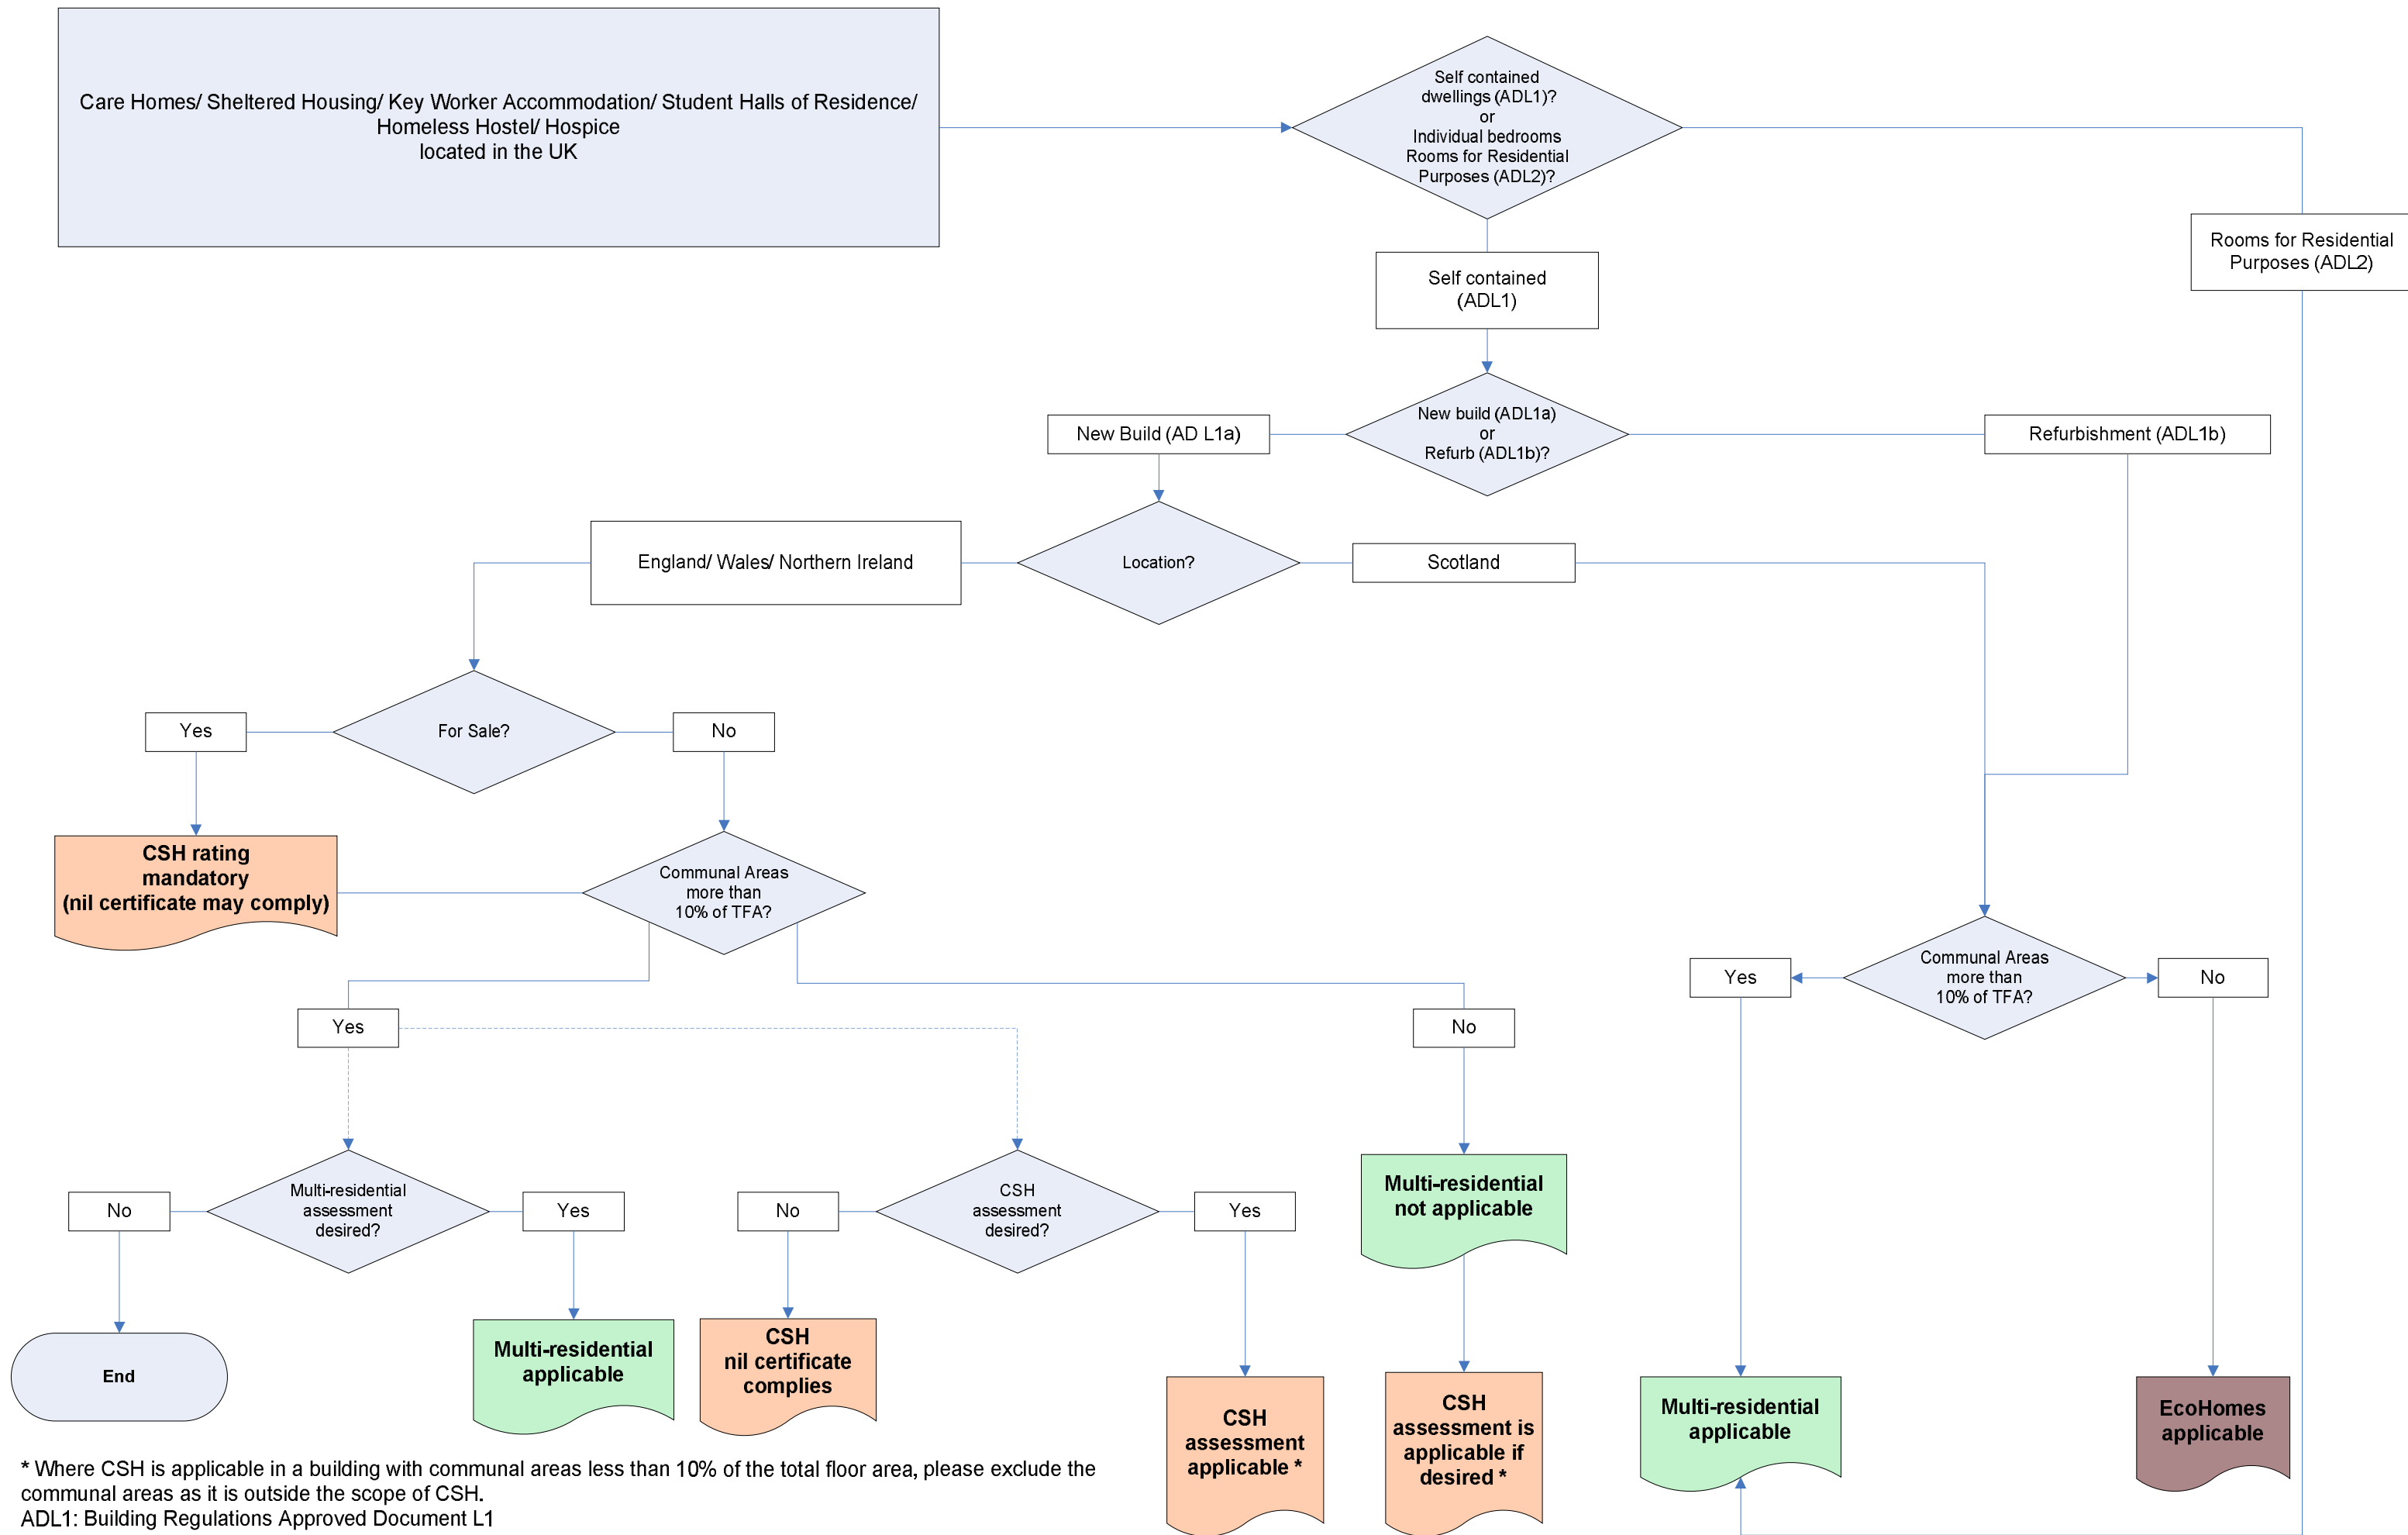 Care Homes/ Sheltered Housing/ Key Worker Accommodation/ Student Halls of Residence/
Homeless Hostel/ Hospice
located in the UK
Self contained
dwellings (ADL1)?
or
Individual bedrooms
Rooms for Residential
Purposes (ADL2)?
Rooms for Residential
Purposes (ADL2)
Self contained
(ADL1)
New Build (AD L1a)
New build (ADL1a)
or
Refurb (ADL1b)?
Refurbishment (ADL1b)
England/ Wales/ Northern Ireland
Location?
Scotland
Yes
For Sale?
No
CSH rating
mandatory
(nil certificate may comply)
Communal Areas
more than
10% of TFA?
Yes
Communal Areas
more than
10% of TFA?
No
Yes
No
No
Multi-residential
assessment
desired?
Yes
No
CSH
assessment
desired?
Yes
Multi-residential
not applicable
End
Multi-residential
applicable
CSH
nil certificate
complies
CSH
assessment
applicable *
CSH
assessment is
applicable if
desired *
Multi-residential
applicable
EcoHomes
applicable
* Where CSH is applicable in a building with communal areas less than 10% of the total floor area, please exclude the
communal areas as it is outside the scope of CSH.
ADL1: Building Regulations Approved Document L1